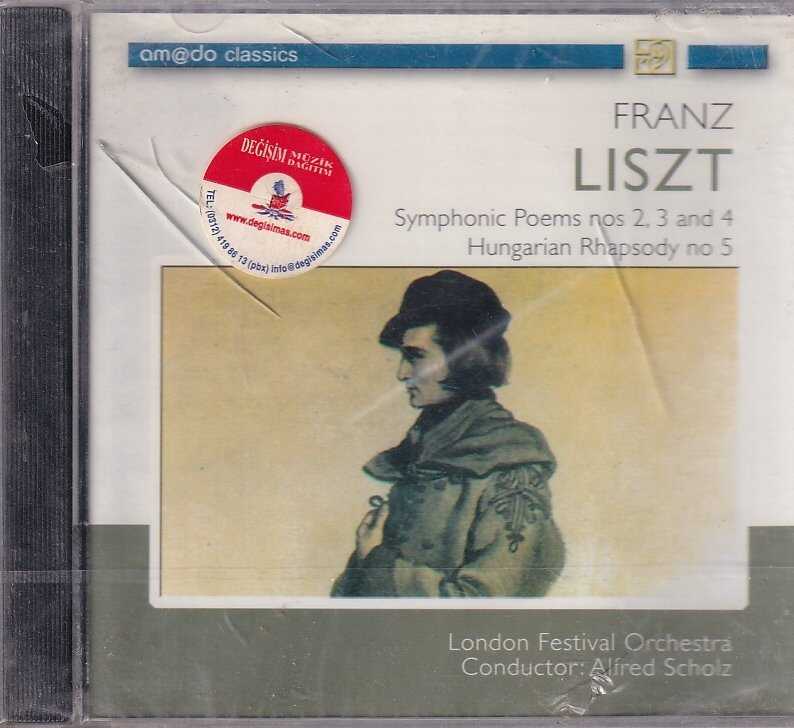 am@do classics
FRANZ
LISZT
Symphonic Poems nos 2, 3 and 4
Hungarian Rhapsody no 5
DEĞİŞİM MÜZİK DAĞITIM
www.degisimas.com
TEL: (0312) 419 86 13 (pbx) info@degisimas.com
London Festival Orchestra
Conductor: Alfred Scholz